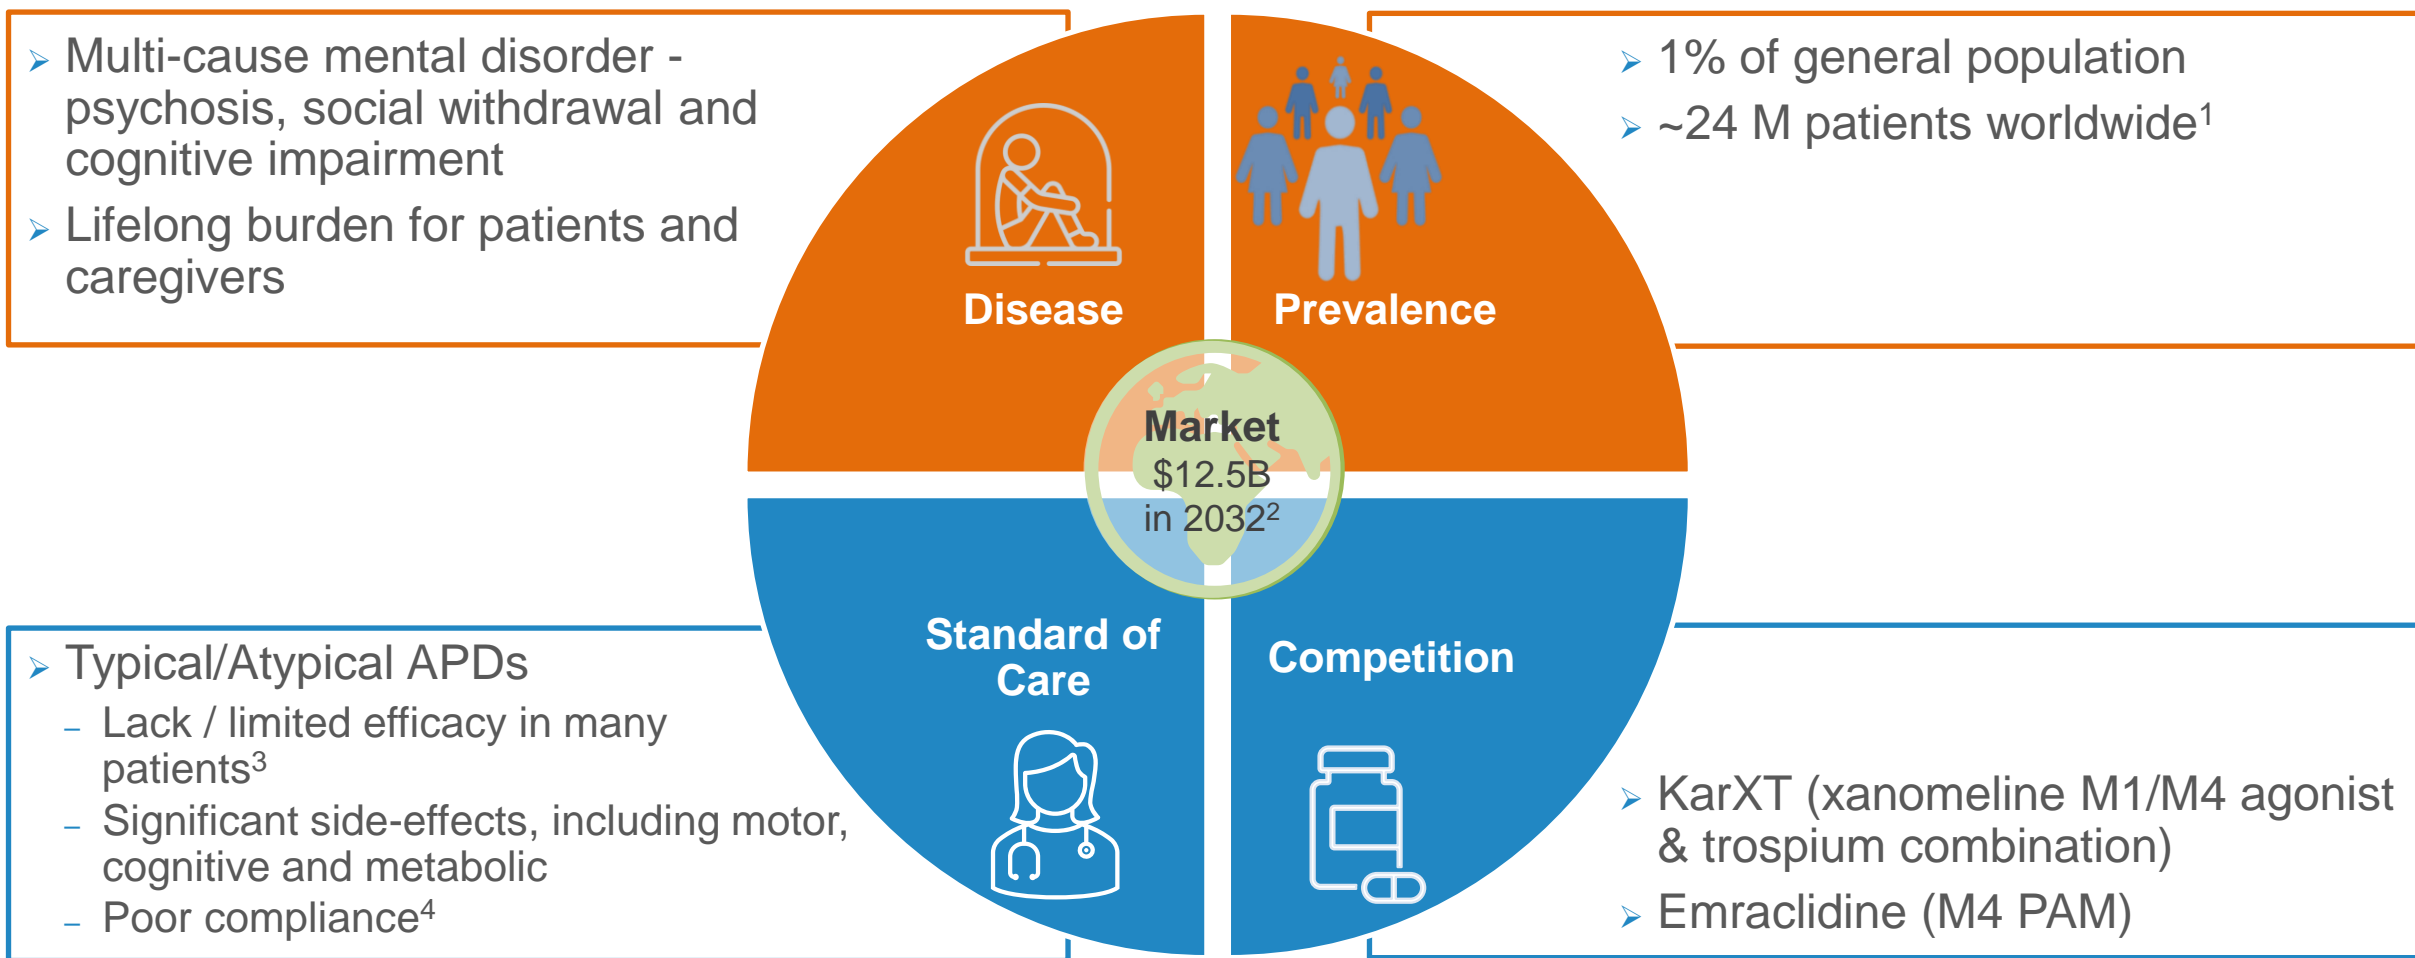 ➢ Multi-cause mental disorder -
psychosis, social withdrawal and
cognitive impairment
➢ Lifelong burden for patients and
caregivers
Disease
Prevalence
➢ 1% of general population
➢ ~24 M patients worldwide¹
Market
$12.5B
in 2032²
➢ Typical/Atypical APDs
– Lack / limited efficacy in many
patients³
– Significant side-effects, including motor,
cognitive and metabolic
– Poor compliance⁴
Standard of
Care
Competition
➢ KarXT (xanomeline M1/M4 agonist
& trospium combination)
➢ Emraclidine (M4 PAM)